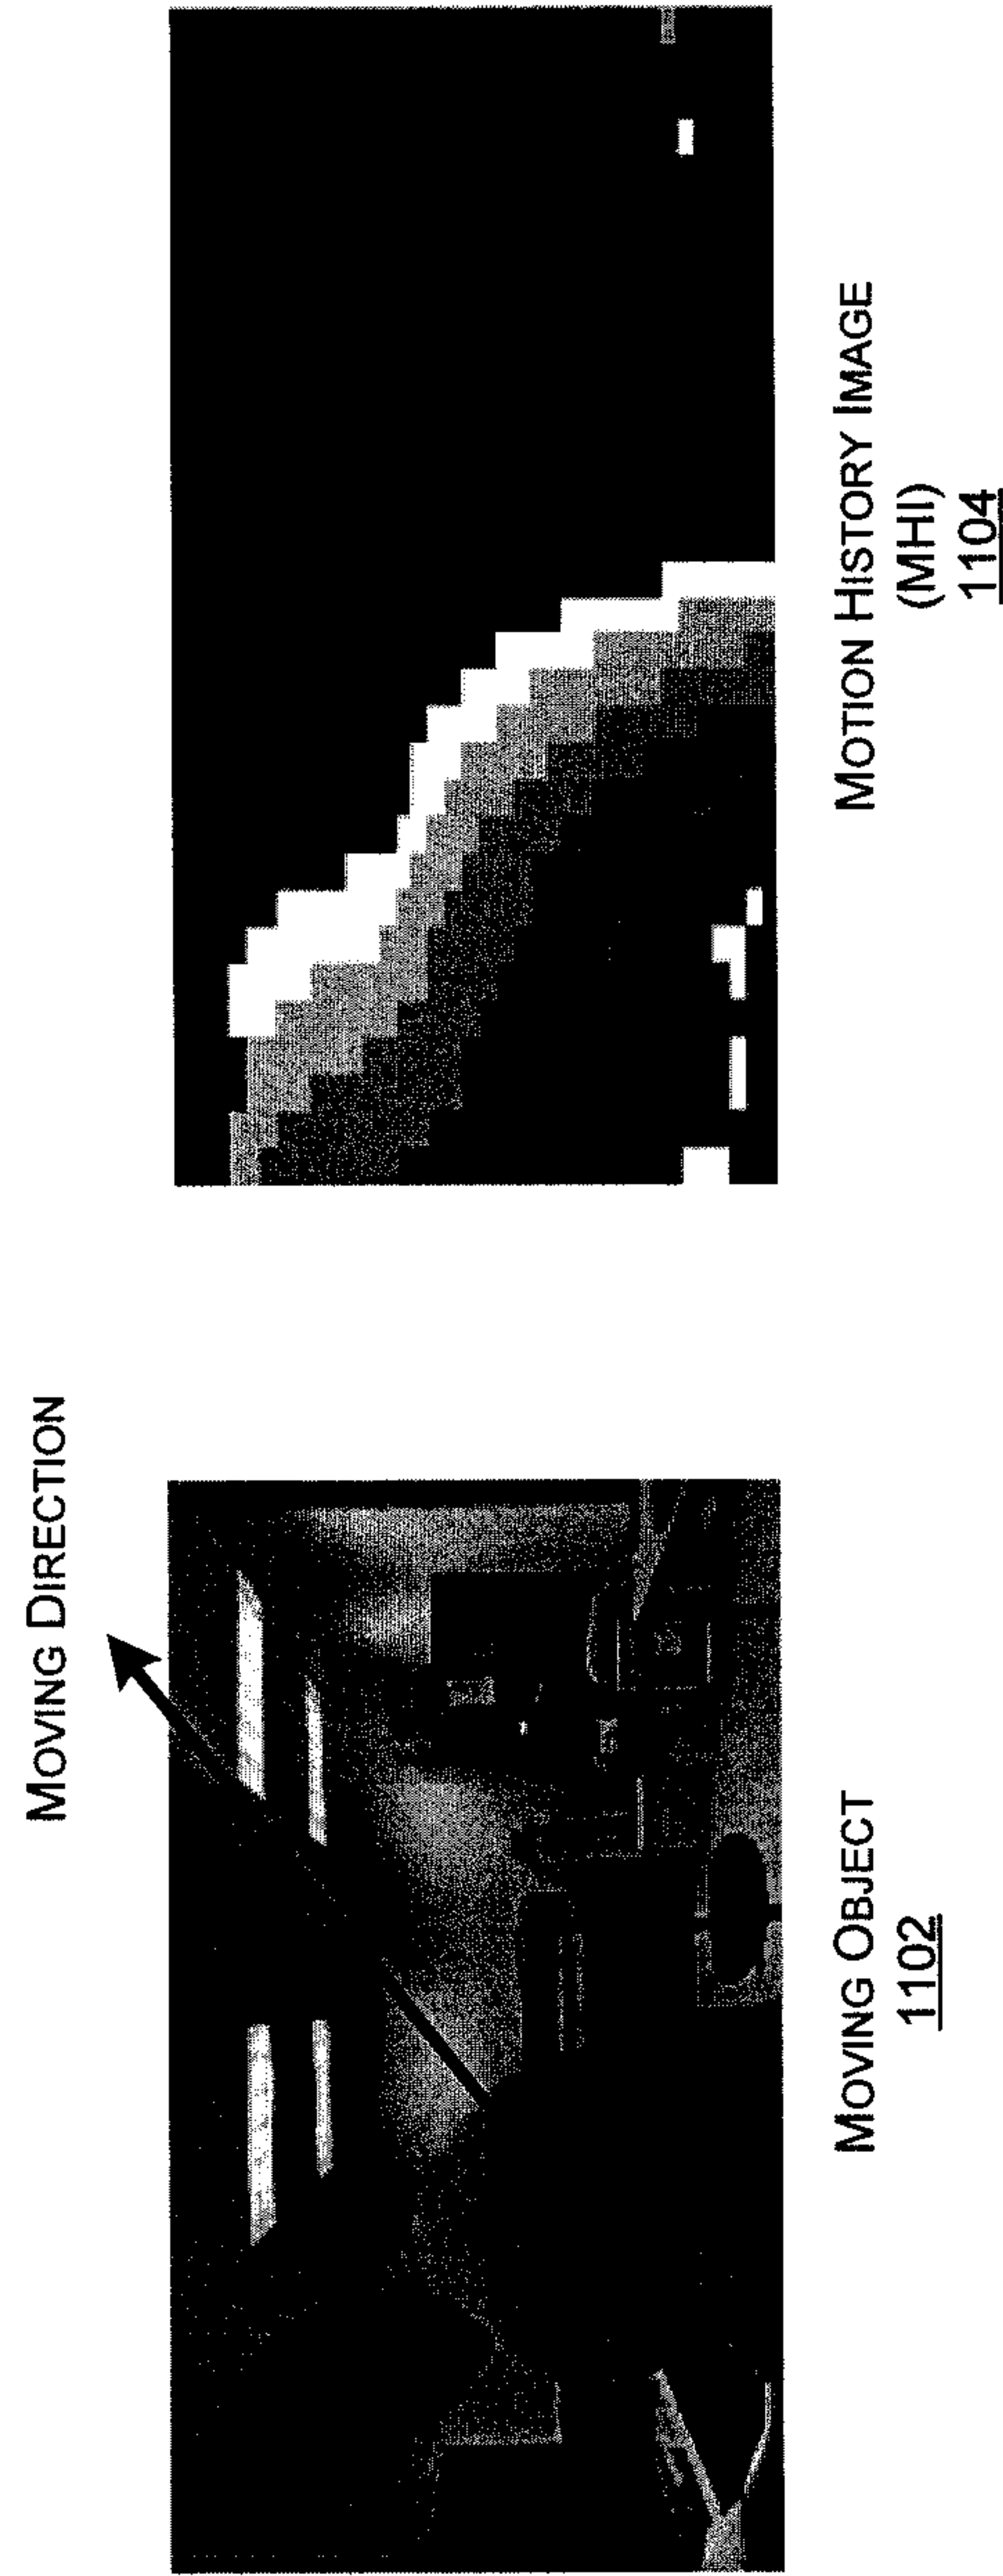 MOVING DIRECTION
MOVING OBJECT
1102
MOTION HISTORY IMAGE
(MHI)
1104